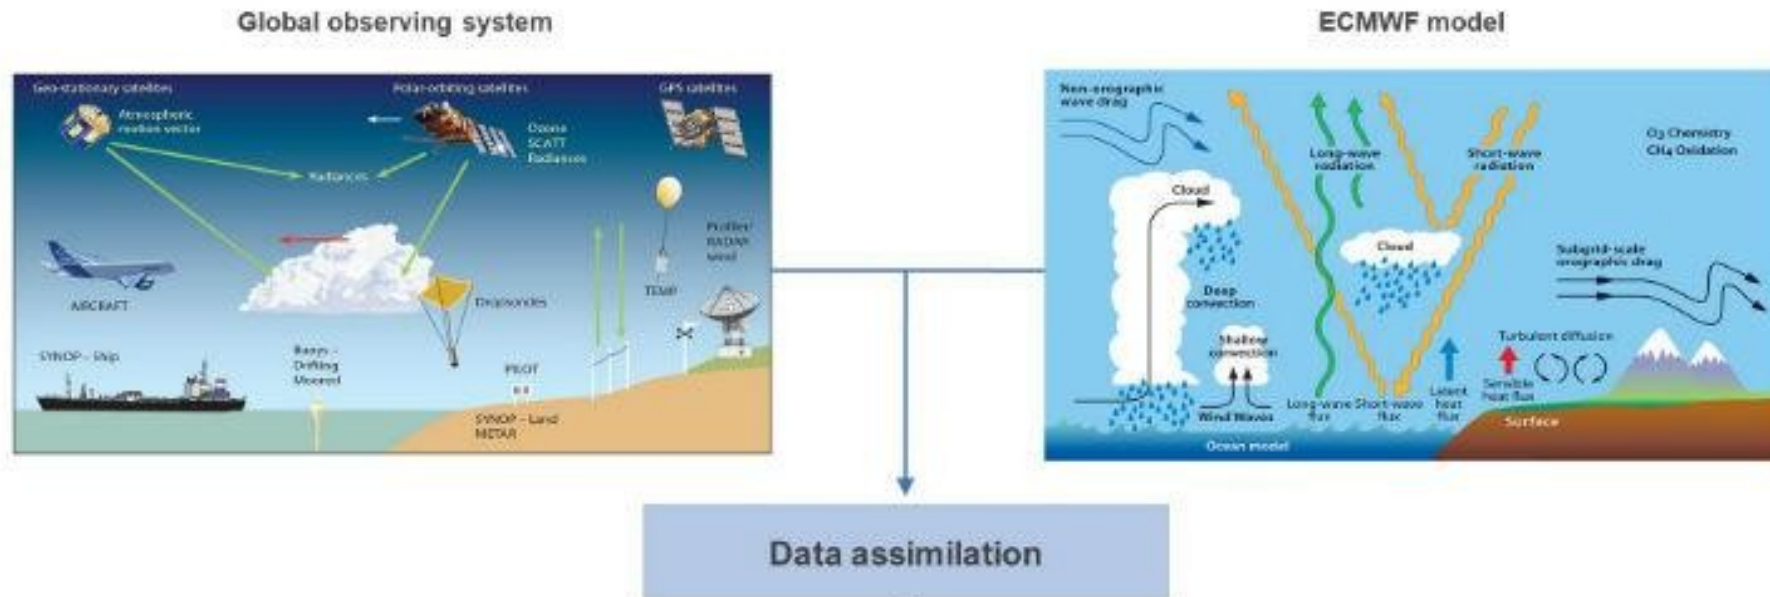 Global observing system
ECMWF model
Geo-stationary satellites
Polar-orbiting satellites
GPS satellites
Atmospheric
motion vector
Ozone
SCATT
Radiances
Radiances
Profiler/
RADAR
wind
TEMP
AIRCRAFT
Dropsondes
SYNOP – Ship
Buoys –
Drifting
Moored
PILOT
SYNOP – Land
METAR
Non-orographic
wave drag
Long-wave
radiation
Short-wave
radiation
O3 Chemistry
CH4 Oxidation
Cloud
Cloud
Subgrid-scale
orographic drag
Deep
convection
Shallow
convection
Turbulent diffusion
Wind Waves
Long-wave
flux
Short-wave
flux
Latent
heat
flux
Sensible
heat flux
Surface
Ocean model
Data assimilation